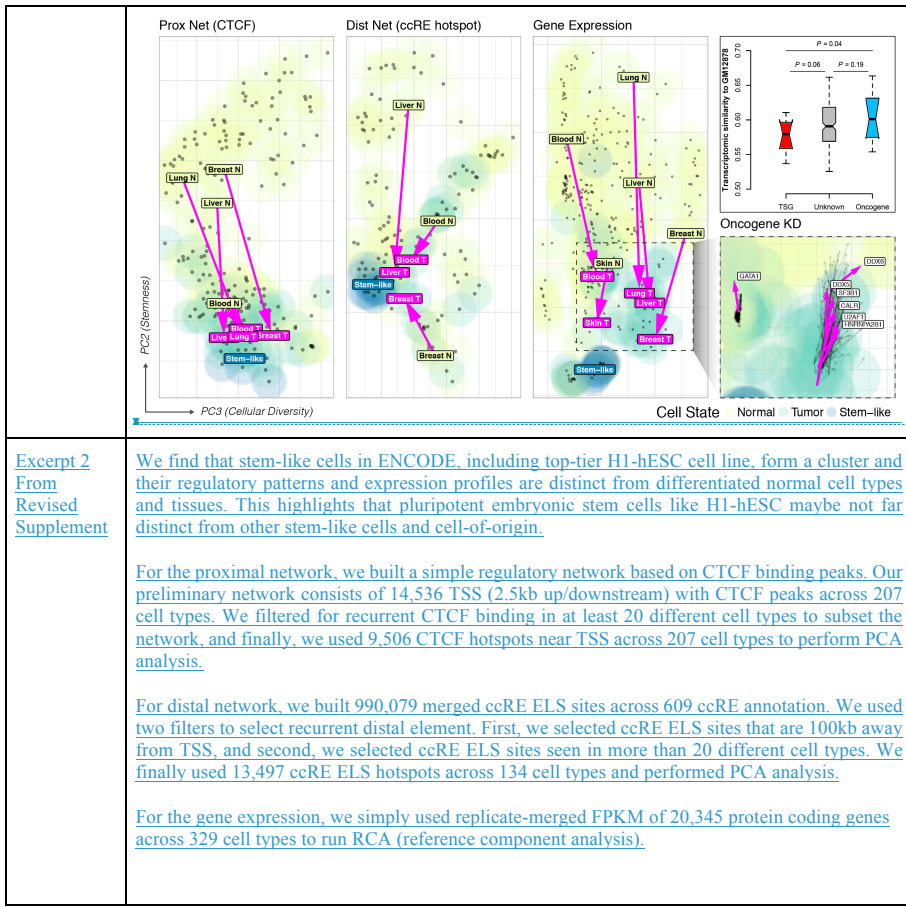 Prox Net (CTCF)
Dist Net (ccRE hotspot)
Gene Expression
Lung N
Breast N
Liver N
Blood N
Blood T
Lung T
Breast T
Stem-like
Liver N
Blood N
Blood T
Liver T
Stem-like
Breast T
Breast N
Lung N
Blood N
Liver N
Breast N
Skin N
Blood T
Lung T
Liver T
Skin T
Breast T
Stem-like
PC2 (Stemness)
PC3 (Cellular Diversity)
Transcriptomic similarity to GM12878
0.70
0.65
0.60
0.55
0.50
P = 0.04
P = 0.06
P = 0.19
TSG
Unknown
Oncogene
Oncogene KD
GATA1
DDX6
DDX5
SF3B1
CALR
U2AF1
HNRNPA2B1
Cell State
Normal
Tumor
Stem-like
Excerpt 2
From
Revised
Supplement
We find that stem-like cells in ENCODE, including top-tier H1-hESC cell line, form a cluster and
their regulatory patterns and expression profiles are distinct from differentiated normal cell types
and tissues. This highlights that pluripotent embryonic stem cells like H1-hESC maybe not far
distinct from other stem-like cells and cell-of-origin.
For the proximal network, we built a simple regulatory network based on CTCF binding peaks. Our
preliminary network consists of 14,536 TSS (2.5kb up/downstream) with CTCF peaks across 207
cell types. We filtered for recurrent CTCF binding in at least 20 different cell types to subset the
network, and finally, we used 9,506 CTCF hotspots near TSS across 207 cell types to perform PCA
analysis.
For distal network, we built 990,079 merged ccRE ELS sites across 609 ccRE annotation. We used
two filters to select recurrent distal element. First, we selected ccRE ELS sites that are 100kb away
from TSS, and second, we selected ccRE ELS sites seen in more than 20 different cell types. We
finally used 13,497 ccRE ELS hotspots across 134 cell types and performed PCA analysis.
For the gene expression, we simply used replicate-merged FPKM of 20,345 protein coding genes
across 329 cell types to run RCA (reference component analysis).